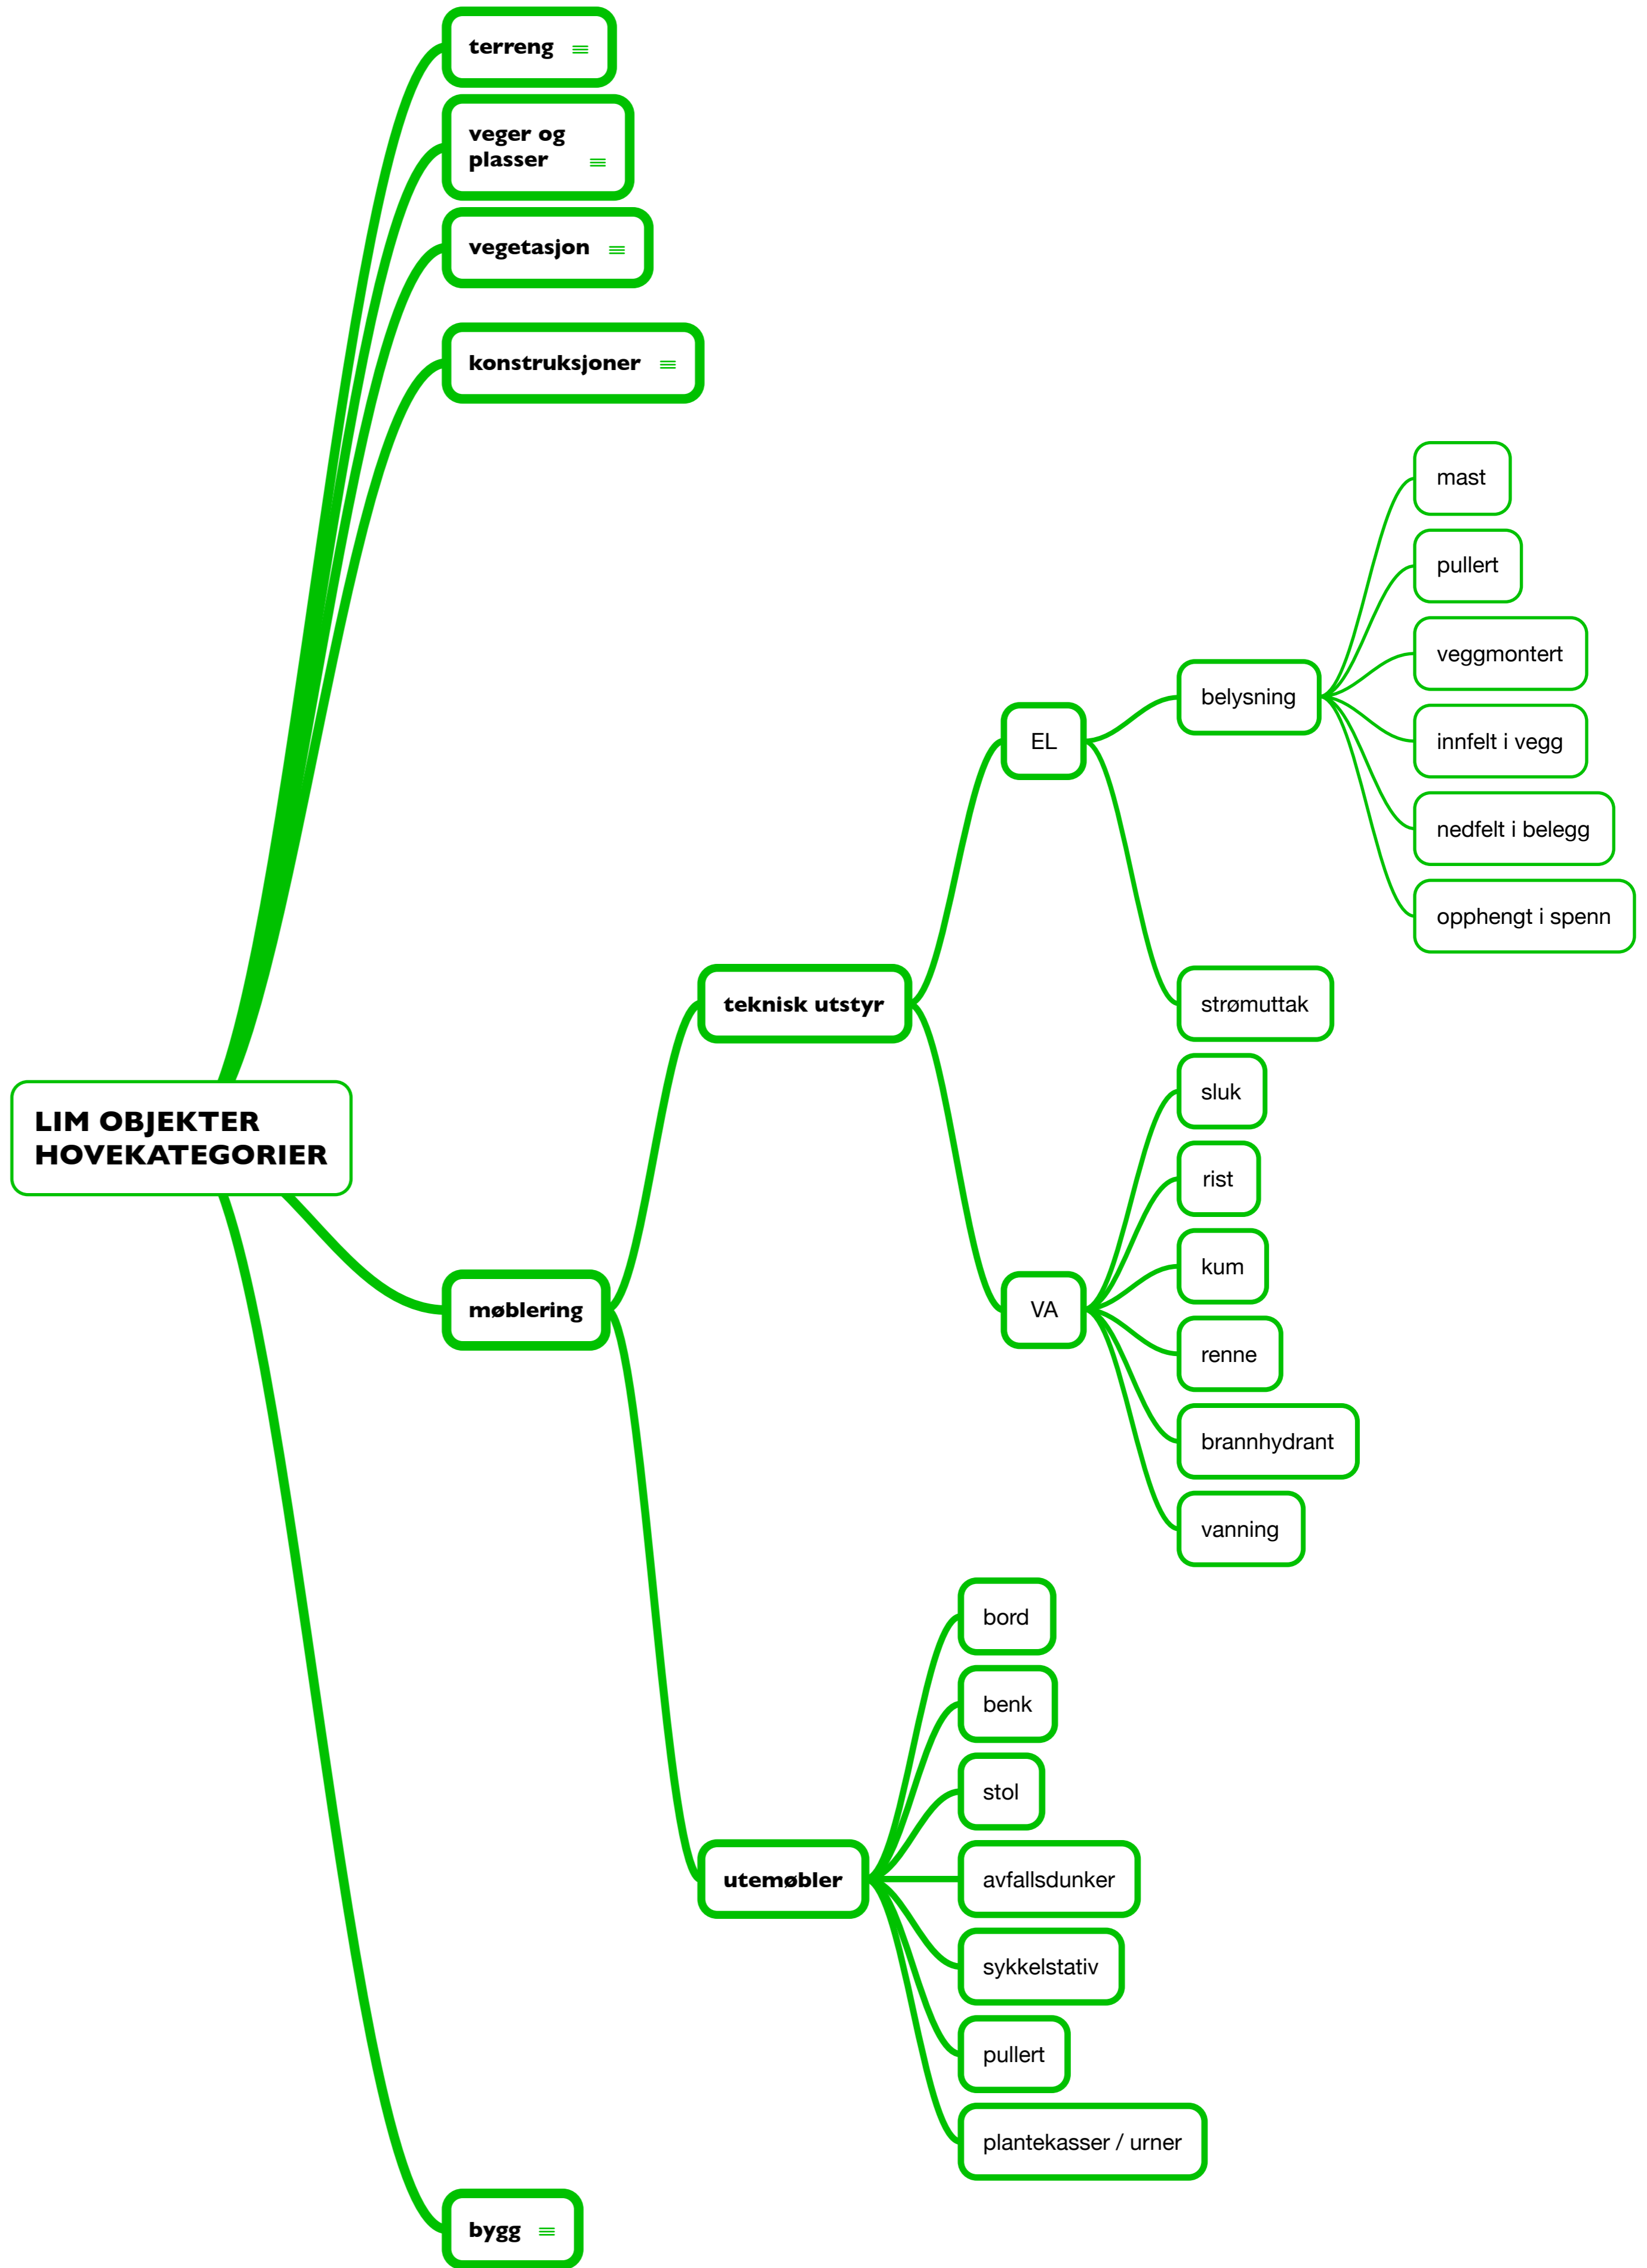 terreng
veger og
plasser
vegetasjon
konstruksjoner
mast
pullert
veggmontert
belysning
innfelt i vegg
EL
nedfelt i belegg
opphengt i spenn
teknisk utstyr
strømuttak
sluk
LIM OBJEKTER
HOVEKATEGORIER
rist
kum
møblering
VA
renne
brannhydrant
vanning
bord
benk
stol
utemøbler
avfallsdunker
sykkelstativ
pullert
plantekasser / urner
bygg